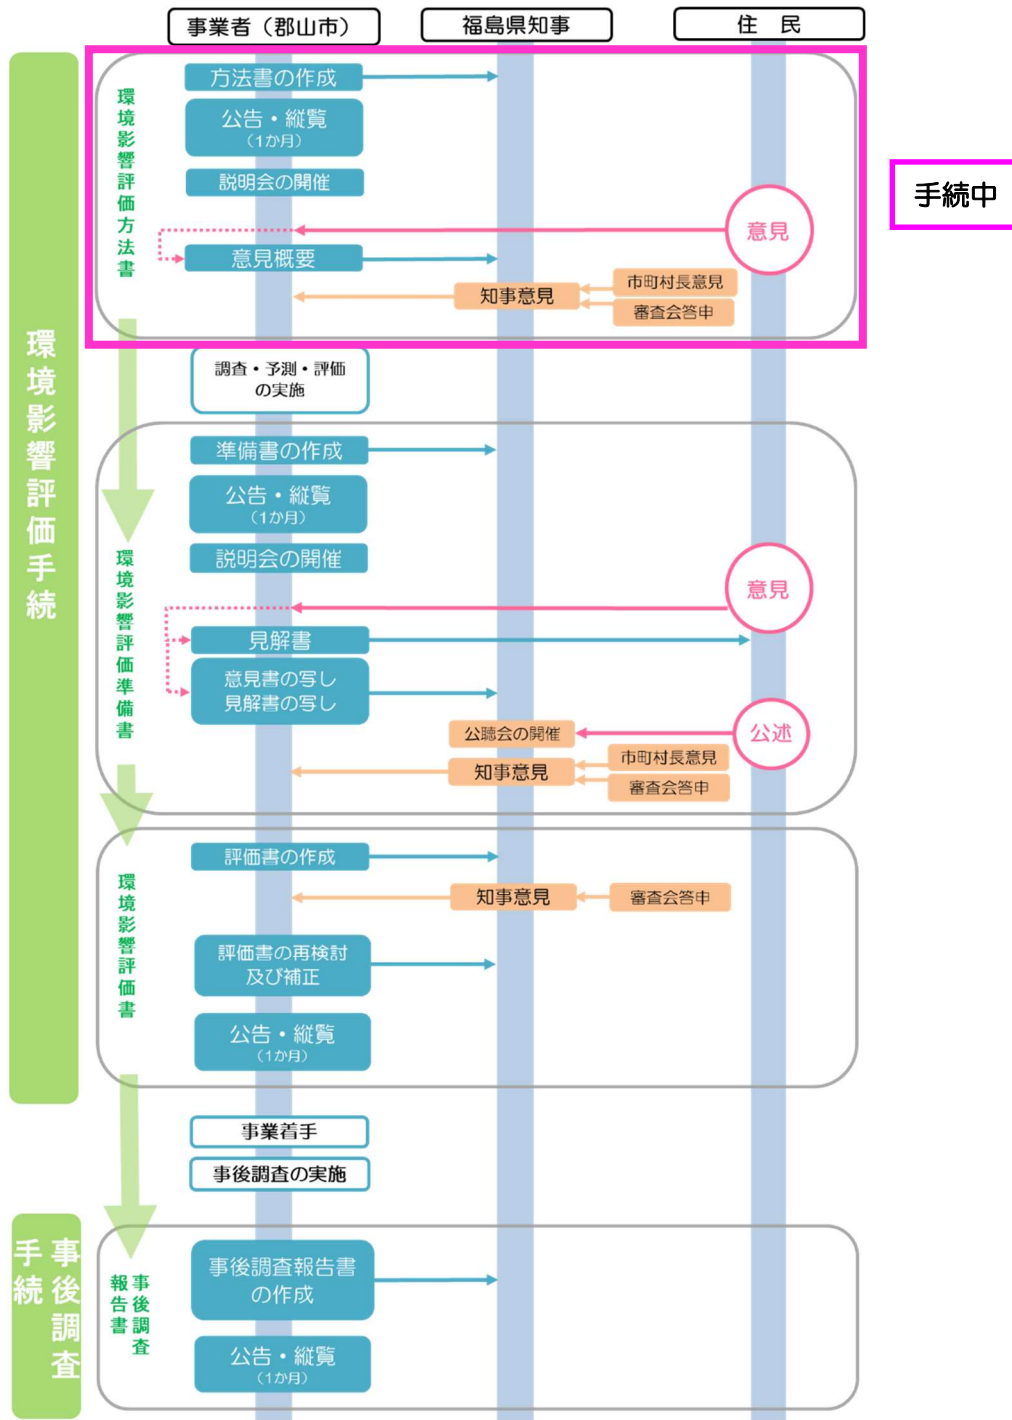 事業者（郡山市）
福島県知事
住　民
環境影響評価手続
環境影響評価方法書
方法書の作成
公告・縦覧
（1か月）
説明会の開催
意見
意見概要
知事意見
市町村長意見
審査会答申
手続中
調査・予測・評価
の実施
環境影響評価準備書
準備書の作成
公告・縦覧
（1か月）
説明会の開催
意見
見解書
意見書の写し
見解書の写し
公聴会の開催
公述
知事意見
市町村長意見
審査会答申
環境影響評価書
評価書の作成
知事意見
審査会答申
評価書の再検討
及び補正
公告・縦覧
（1か月）
事業着手
事後調査の実施
事後調査
手続
事後調査
報告書
事後調査報告書
の作成
公告・縦覧
（1か月）